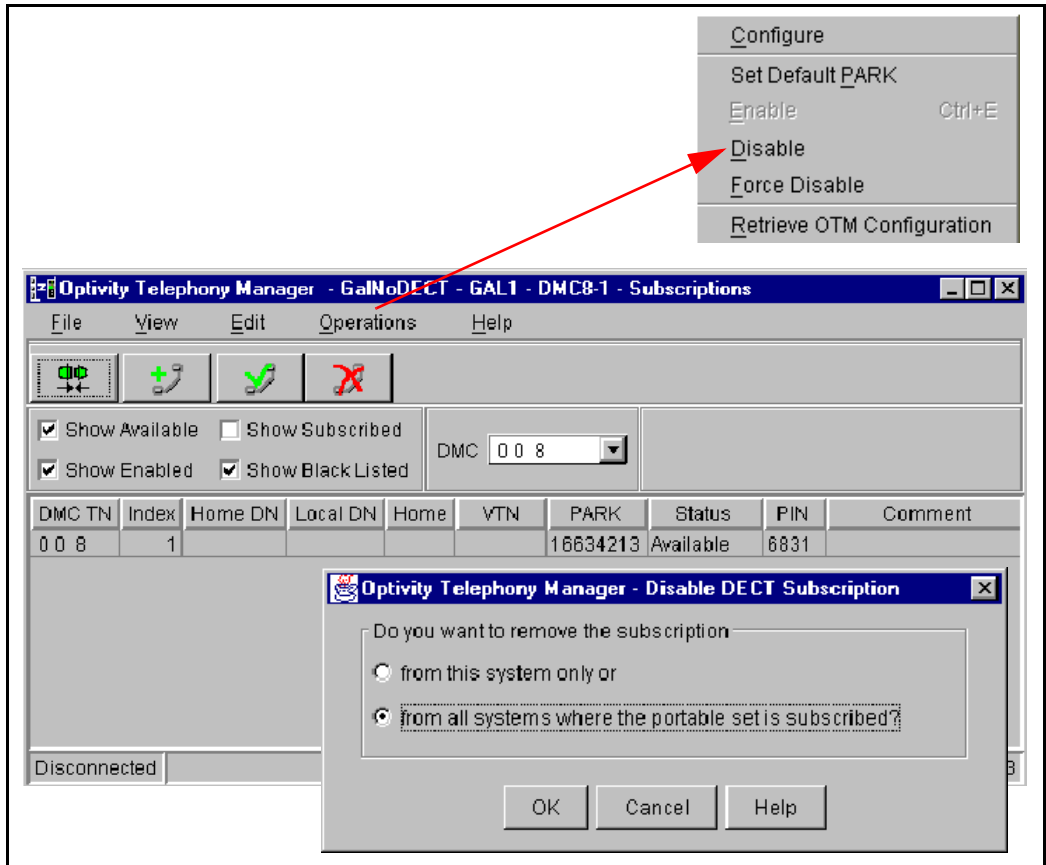 Configure
Set Default PARK
Enable Ctrl+E
Disable
Force Disable
Retrieve OTM Configuration
Optivity Telephony Manager - GalNoDECT - GAL1 - DMC8-1 - Subscriptions
File View Edit Operations Help
Show Available Show Subscribed
Show Enabled Show Black Listed
DMC 0 0 8
DMC TN Index Home DN Local DN Home VTN PARK Status PIN Comment
0 0 8 1 16634213 Available 6831
Optivity Telephony Manager - Disable DECT Subscription
Do you want to remove the subscription
from this system only or
from all systems where the portable set is subscribed?
OK Cancel Help
Disconnected